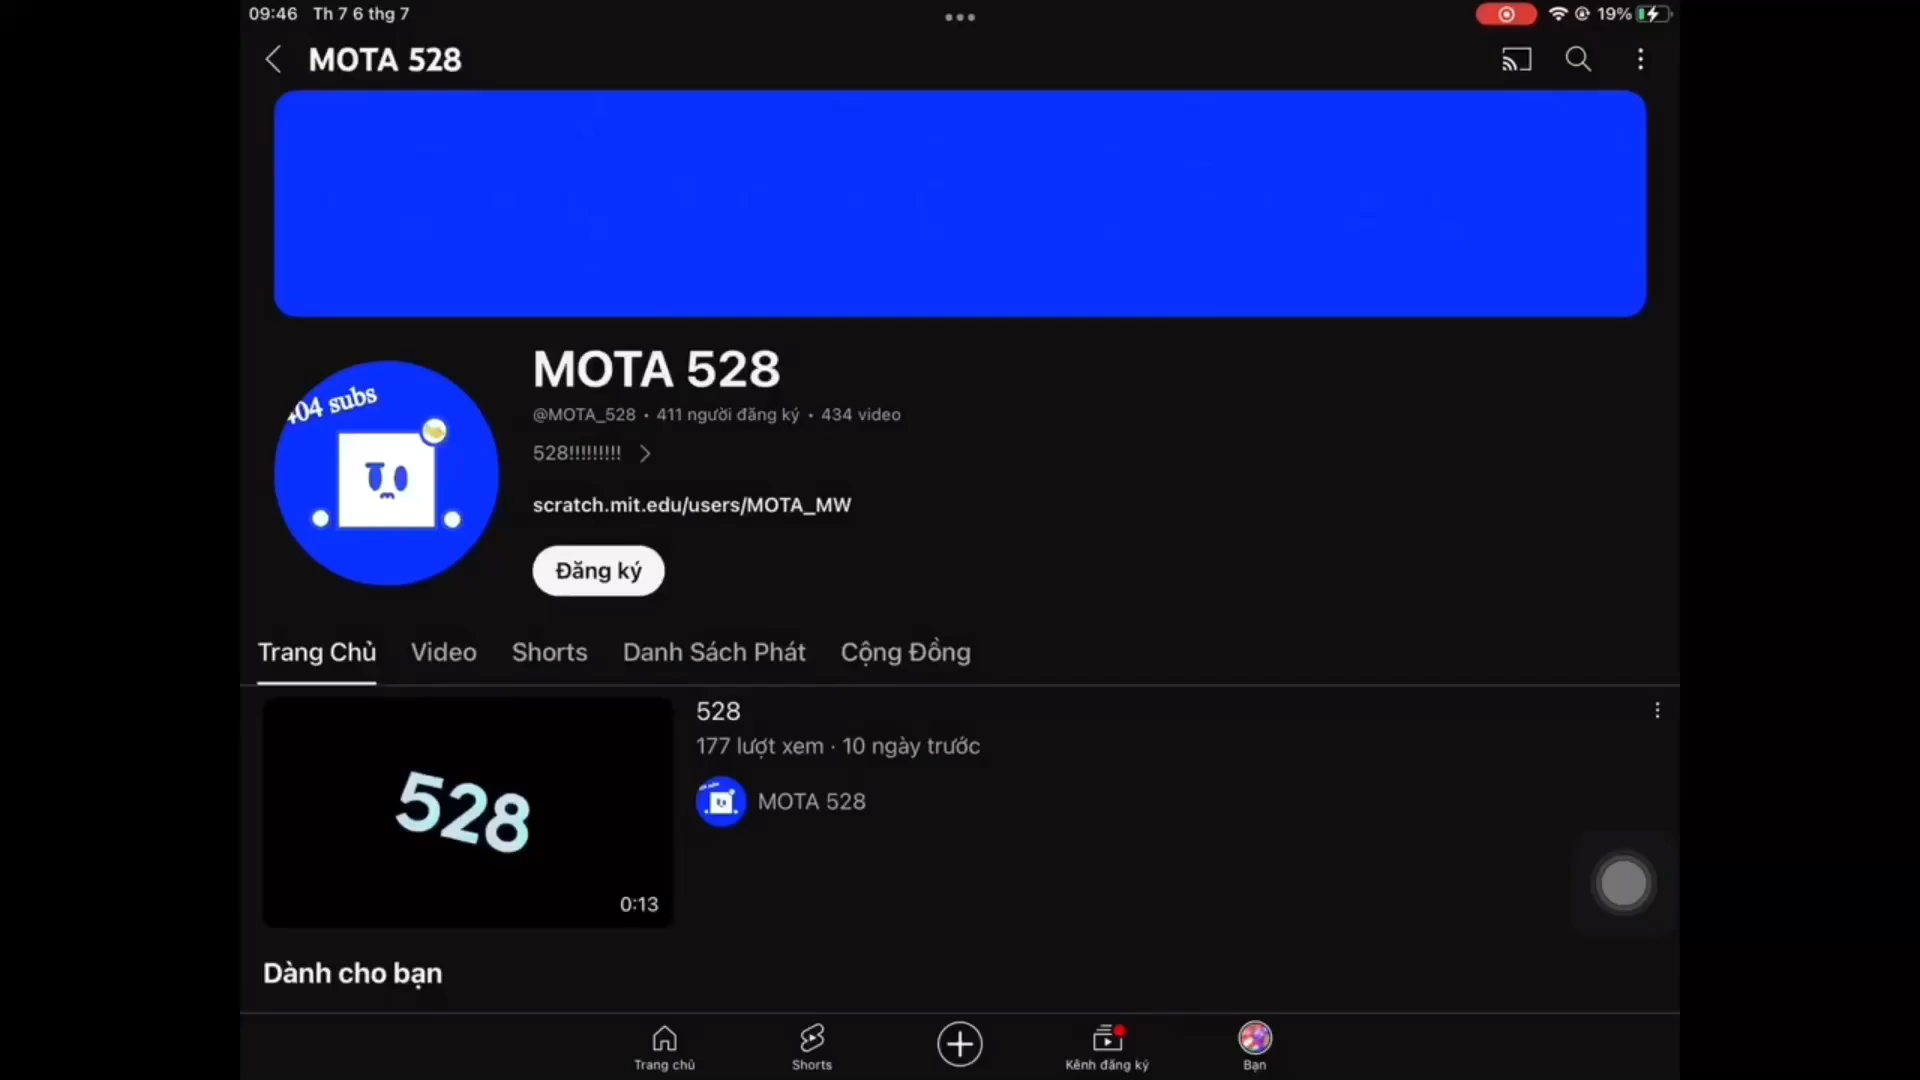 09:46 Th 7 6 thg 7
19%
MOTA 528
404 subs
MOTA 528
@MOTA_528 • 411 người đăng ký • 434 video
528!!!!!!!!!
scratch.mit.edu/users/MOTA_MW
Đăng ký
Trang Chủ Video Shorts Danh Sách Phát Cộng Đồng
528
0:13
528
177 lượt xem · 10 ngày trước
MOTA 528
Dành cho bạn
Trang chủ Shorts Kênh đăng ký Bạn